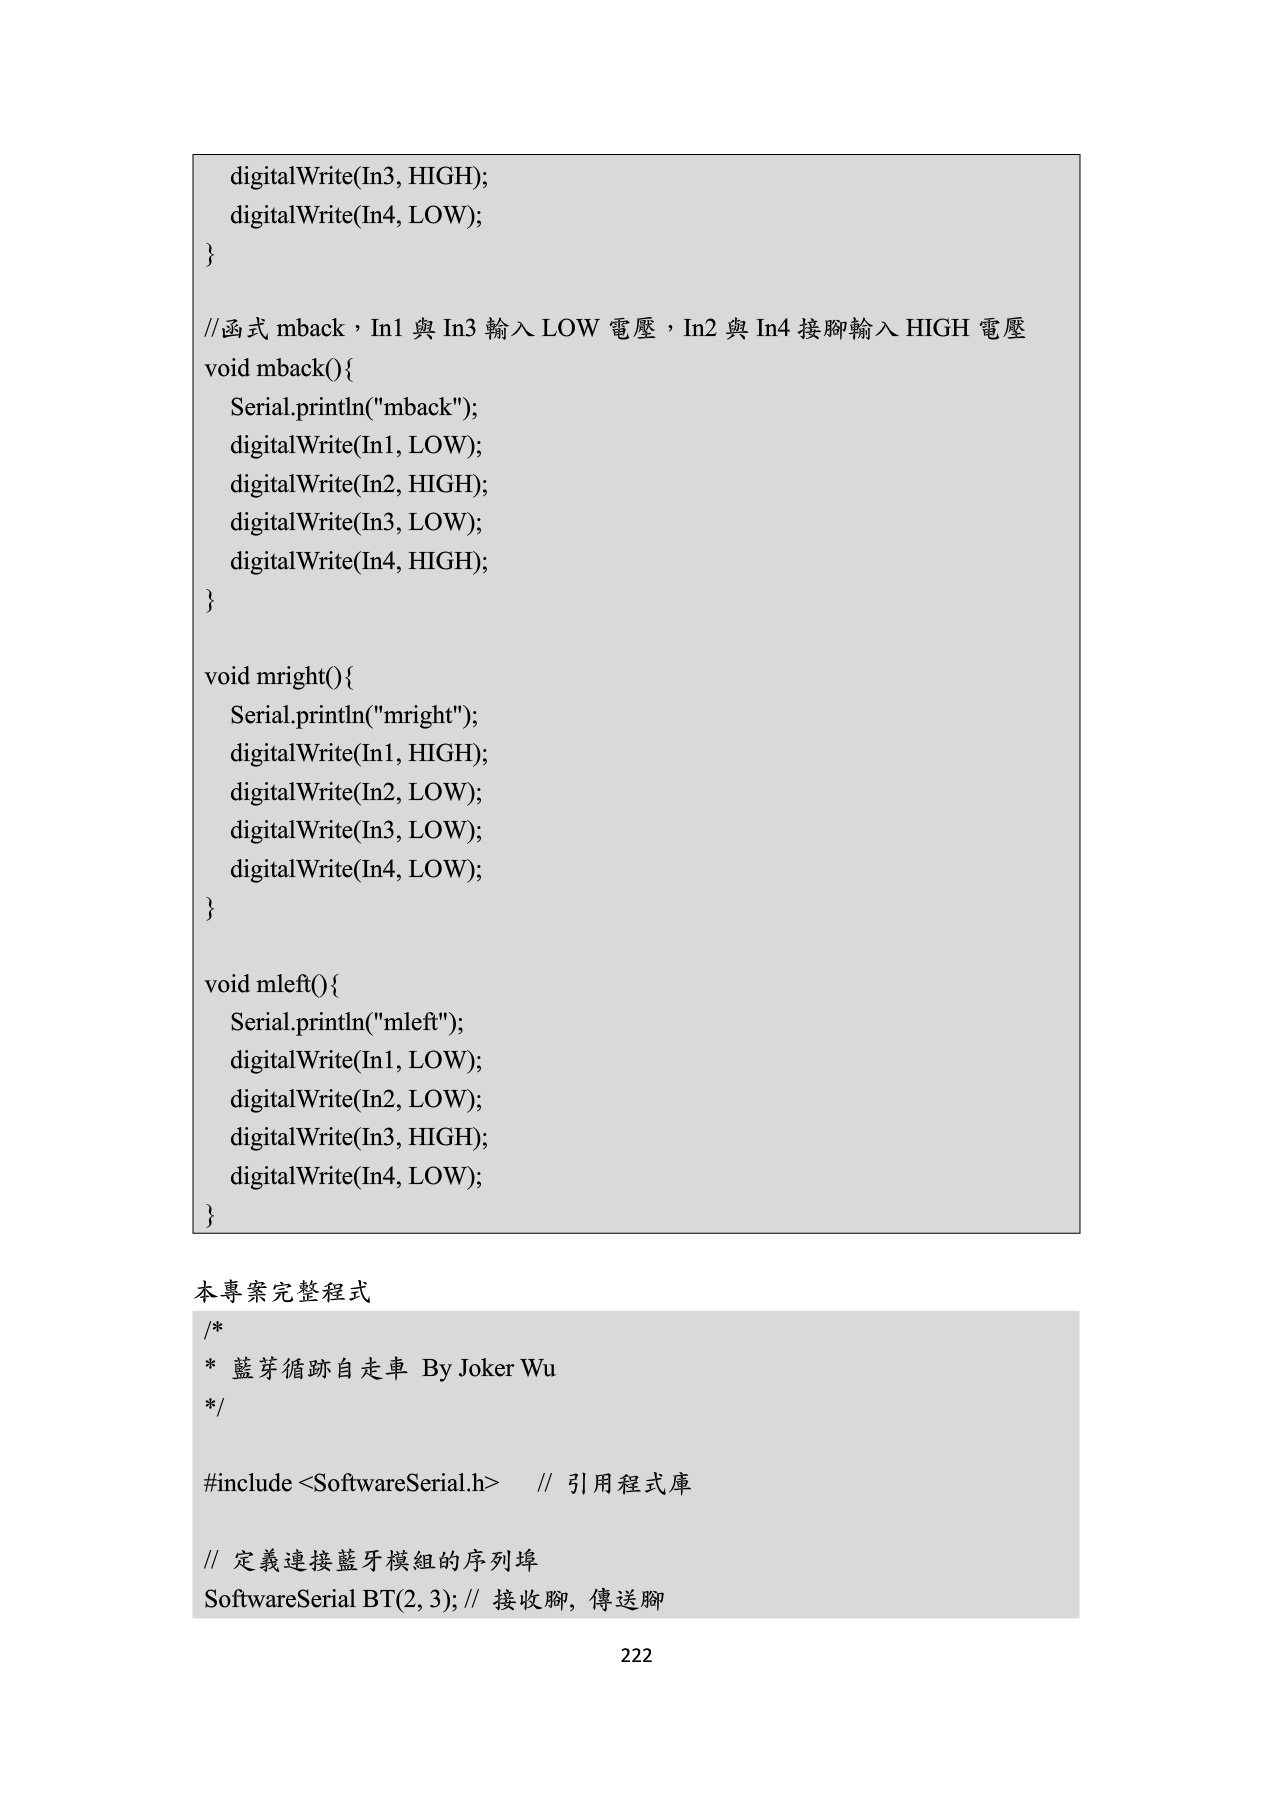 digitalWrite(In3, HIGH);
digitalWrite(In4, LOW);
}
//函式 mback，In1 與 In3 輸入 LOW 電壓，In2 與 In4 接腳輸入 HIGH 電壓
void mback(){
Serial.println("mback");
digitalWrite(In1, LOW);
digitalWrite(In2, HIGH);
digitalWrite(In3, LOW);
digitalWrite(In4, HIGH);
}
void mright(){
Serial.println("mright");
digitalWrite(In1, HIGH);
digitalWrite(In2, LOW);
digitalWrite(In3, LOW);
digitalWrite(In4, LOW);
}
void mleft(){
Serial.println("mleft");
digitalWrite(In1, LOW);
digitalWrite(In2, LOW);
digitalWrite(In3, HIGH);
digitalWrite(In4, LOW);
}
本專案完整程式
/*
* 藍芽循跡自走車 By Joker Wu
*/
#include <SoftwareSerial.h> // 引用程式庫
// 定義連接藍牙模組的序列埠
SoftwareSerial BT(2, 3); // 接收腳, 傳送腳
222